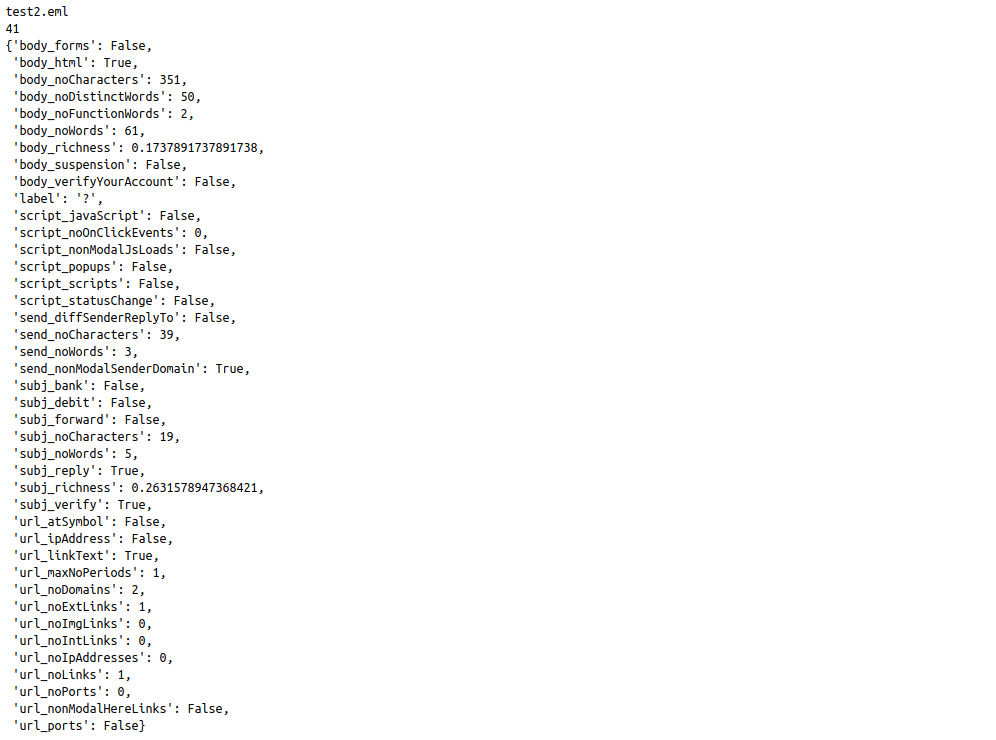 test2.eml
41
{'body_forms': False,
 'body_html': True,
 'body_noCharacters': 351,
 'body_noDistinctWords': 50,
 'body_noFunctionWords': 2,
 'body_noWords': 61,
 'body_richness': 0.1737891737891738,
 'body_suspension': False,
 'body_verifyYourAccount': False,
 'label': '?',
 'script_javaScript': False,
 'script_noOnClickEvents': 0,
 'script_nonModalJsLoads': False,
 'script_popups': False,
 'script_scripts': False,
 'script_statusChange': False,
 'send_diffSenderReplyTo': False,
 'send_noCharacters': 39,
 'send_noWords': 3,
 'send_nonModalSenderDomain': True,
 'subj_bank': False,
 'subj_debit': False,
 'subj_forward': False,
 'subj_noCharacters': 19,
 'subj_noWords': 5,
 'subj_reply': True,
 'subj_richness': 0.2631578947368421,
 'subj_verify': True,
 'url_atSymbol': False,
 'url_ipAddress': False,
 'url_linkText': True,
 'url_maxNoPeriods': 1,
 'url_noDomains': 2,
 'url_noExtLinks': 1,
 'url_noImgLinks': 0,
 'url_noIntLinks': 0,
 'url_noIpAddresses': 0,
 'url_noLinks': 1,
 'url_noPorts': 0,
 'url_nonModalHereLinks': False,
 'url_ports': False}